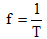 f = 1/T